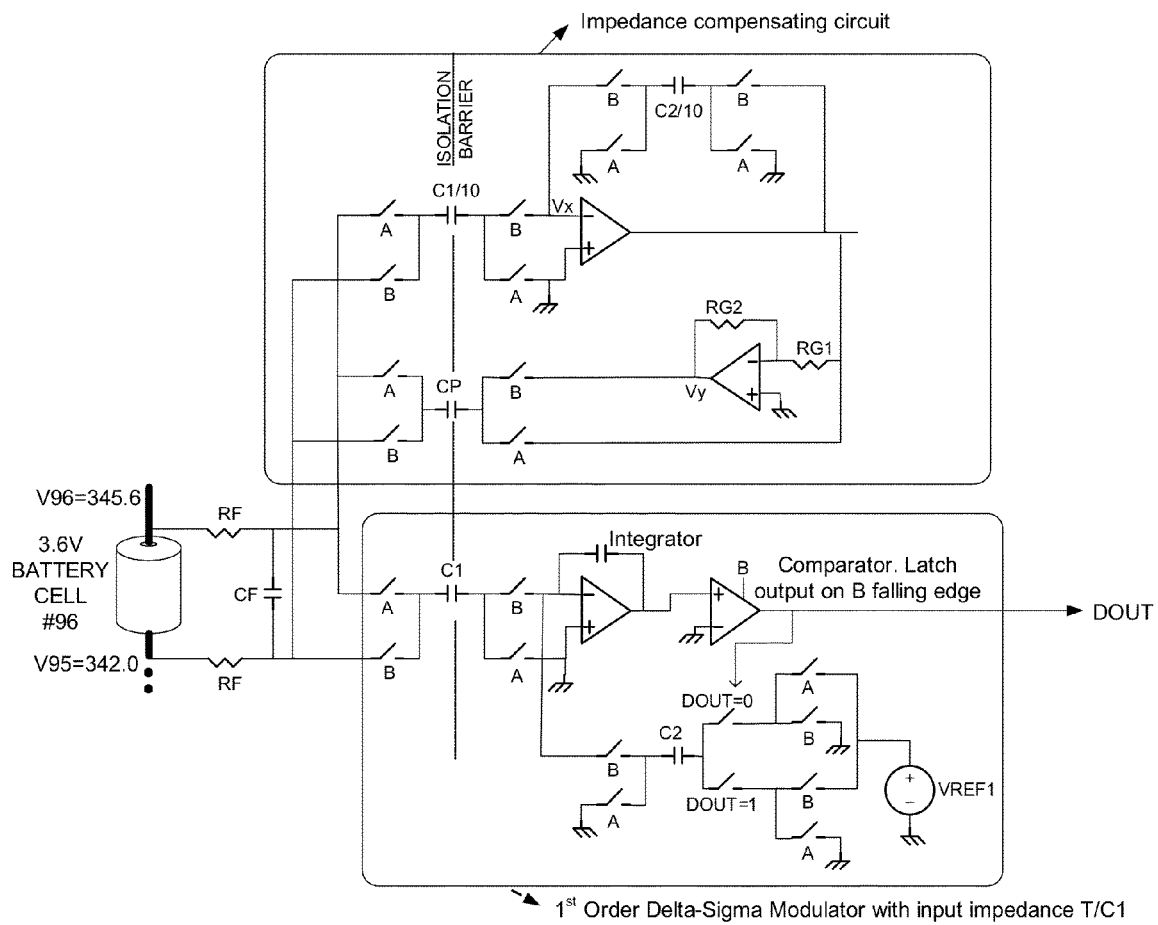 Impedance compensating circuit
ISOLATION
BARRIER
B
C2/10
B
A
A
C1/10
A
B
Vx
−
+
B
A
RG2
RG1
A
CP
B
Vy
−
+
B
A
V96=345.6
RF
3.6V
BATTERY
CELL
#96
CF
V95=342.0
RF
Integrator
C1
A
B
−
+
B
+
−
Comparator. Latch
output on B falling edge
DOUT
B
A
DOUT=0
A
B
C2
B
DOUT=1
B
A
A
+
−
VREF1
1st Order Delta-Sigma Modulator with input impedance T/C1